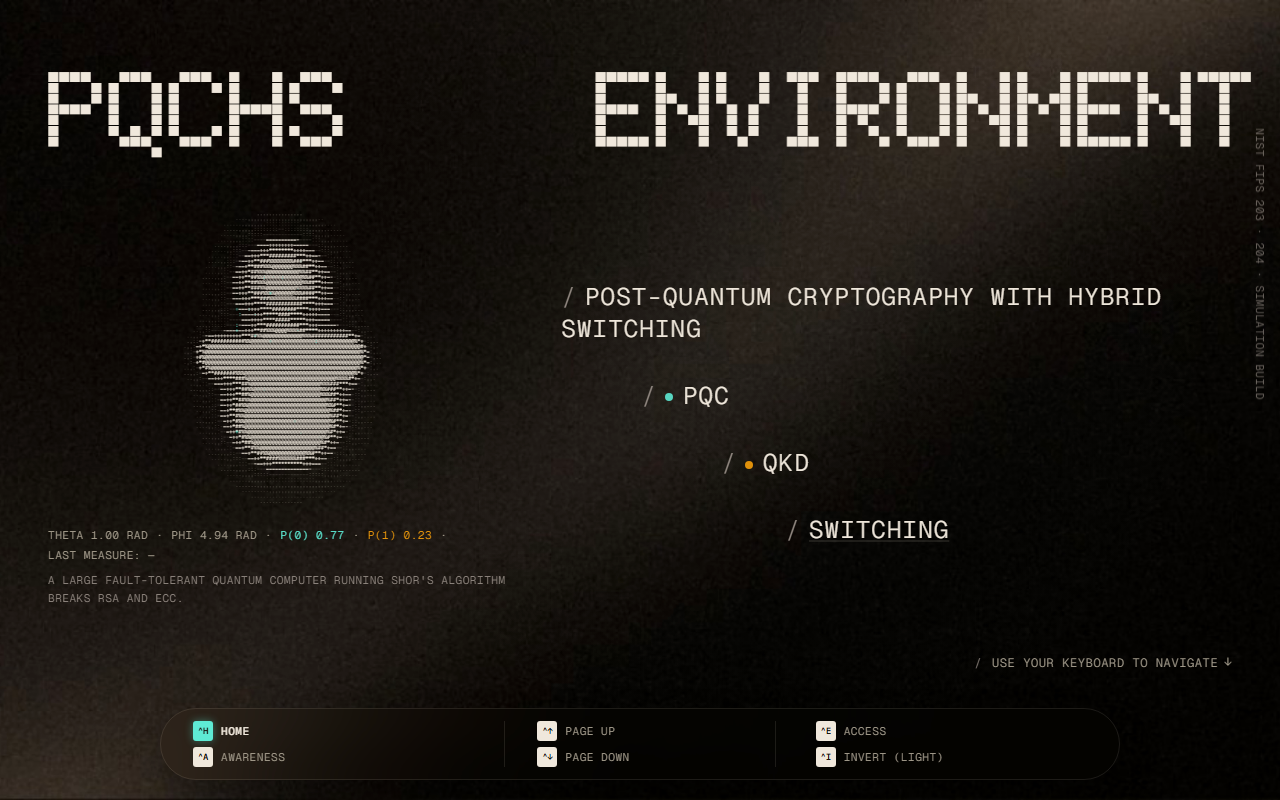 PQCHS ENVIRONMENT
NIST FIPS 203 · 204 · SIMULATION BUILD
/ POST-QUANTUM CRYPTOGRAPHY WITH HYBRID
SWITCHING
/ PQC
/ QKD
/ SWITCHING
THETA 1.00 RAD · PHI 4.94 RAD · P(0) 0.77 · P(1) 0.23 ·
LAST MEASURE: —
A LARGE FAULT-TOLERANT QUANTUM COMPUTER RUNNING SHOR'S ALGORITHM
BREAKS RSA AND ECC.
/ USE YOUR KEYBOARD TO NAVIGATE ↓
^H HOME
^A AWARENESS
^↑ PAGE UP
^↓ PAGE DOWN
^E ACCESS
^I INVERT (LIGHT)